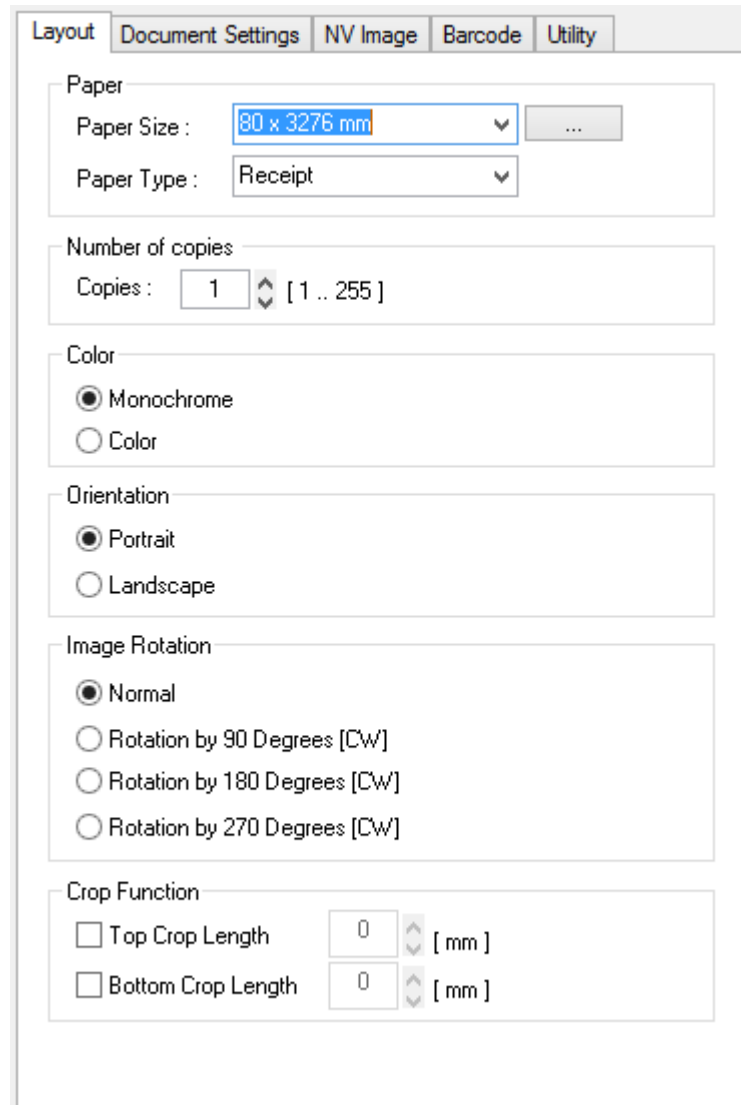 Layout Document Settings NV Image Barcode Utility
Paper
Paper Size : 80 x 3276 mm ...
Paper Type : Receipt
Number of copies
Copies : 1 [ 1 .. 255 ]
Color
Monochrome
Color
Orientation
Portrait
Landscape
Image Rotation
Normal
Rotation by 90 Degrees [CW]
Rotation by 180 Degrees [CW]
Rotation by 270 Degrees [CW]
Crop Function
Top Crop Length 0 [ mm ]
Bottom Crop Length 0 [ mm ]